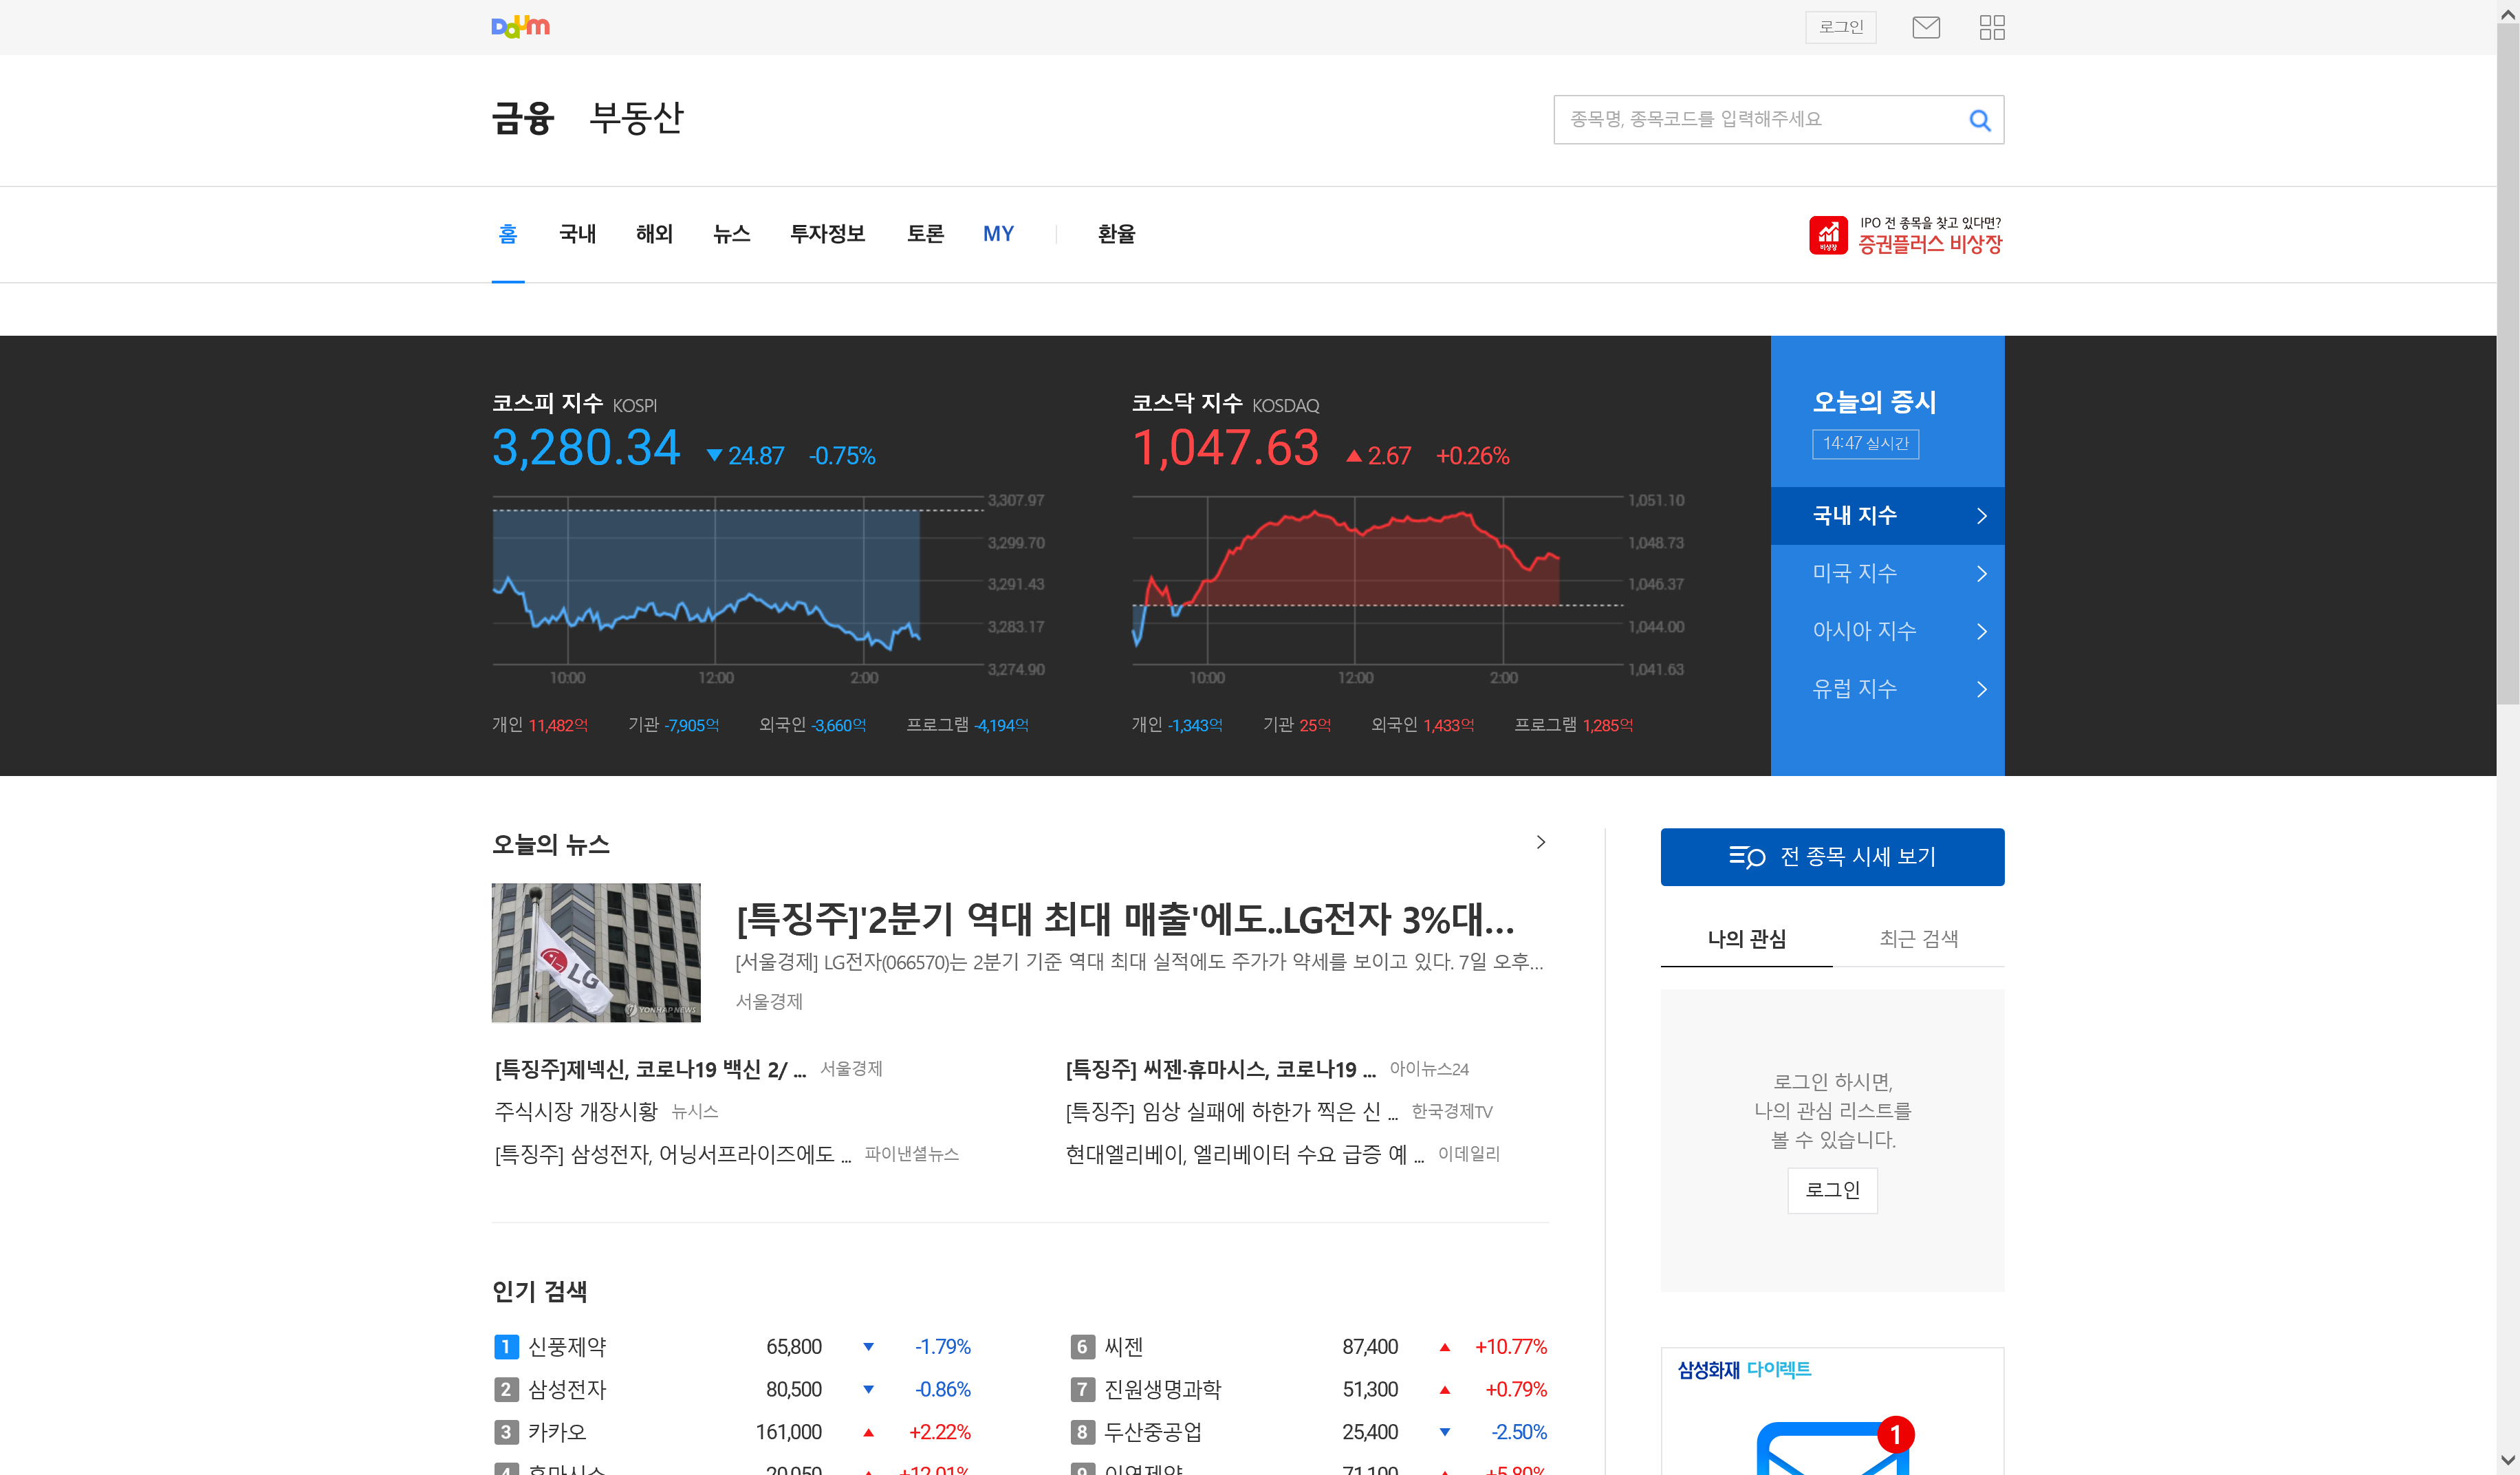 Daum
로그인
금융 부동산
종목명, 종목코드를 입력해주세요
홈 국내 해외 뉴스 투자정보 토론 MY 환율
비상장
IPO 전 종목을 찾고 있다면?
증권플러스 비상장
코스피 지수 KOSPI
3,280.34 ▼24.87 -0.75%
3,307.97
3,299.70
3,291.43
3,283.17
3,274.90
10:00 12:00 2:00
개인 11,482억 기관 -7,905억 외국인 -3,660억 프로그램 -4,194억
코스닥 지수 KOSDAQ
1,047.63 ▲2.67 +0.26%
1,051.10
1,048.73
1,046.37
1,044.00
1,041.63
10:00 12:00 2:00
개인 -1,343억 기관 25억 외국인 1,433억 프로그램 1,285억
오늘의 증시
14:47 실시간
국내 지수
미국 지수
아시아 지수
유럽 지수
오늘의 뉴스
LG
YONHAP NEWS
[특징주]'2분기 역대 최대 매출'에도..LG전자 3%대...
[서울경제] LG전자(066570)는 2분기 기준 역대 최대 실적에도 주가가 약세를 보이고 있다. 7일 오후...
서울경제
[특징주]제넥신, 코로나19 백신 2/ ... 서울경제
주식시장 개장시황 뉴시스
[특징주] 삼성전자, 어닝서프라이즈에도 ... 파이낸셜뉴스
[특징주] 씨젠·휴마시스, 코로나19 ... 아이뉴스24
[특징주] 임상 실패에 하한가 찍은 신 ... 한국경제TV
현대엘리베이, 엘리베이터 수요 급증 예 ... 이데일리
인기 검색
1 신풍제약 65,800 ▼ -1.79%
2 삼성전자 80,500 ▼ -0.86%
3 카카오 161,000 ▲ +2.22%
4 휴마시스 20,050 ▲ +12.01%
6 씨젠 87,400 ▲ +10.77%
7 진원생명과학 51,300 ▲ +0.79%
8 두산중공업 25,400 ▼ -2.50%
9 이연제약 71,100 ▲ +5.80%
전 종목 시세 보기
나의 관심 최근 검색
로그인 하시면,
나의 관심 리스트를
볼 수 있습니다.
로그인
삼성화재 다이렉트
1